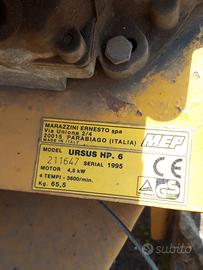 MARAZZINI ERNESTO spa
Via Unione 2/4
20015 PARABIAGO (ITALIA)
MADE IN ITALY
MEP
MODEL URSUS HP. 6
211647 SERIAL 1995
MOTOR 4,5 kW
4 TEMPI - 3600/min.
Kg. 65,5
CE
GS
subito